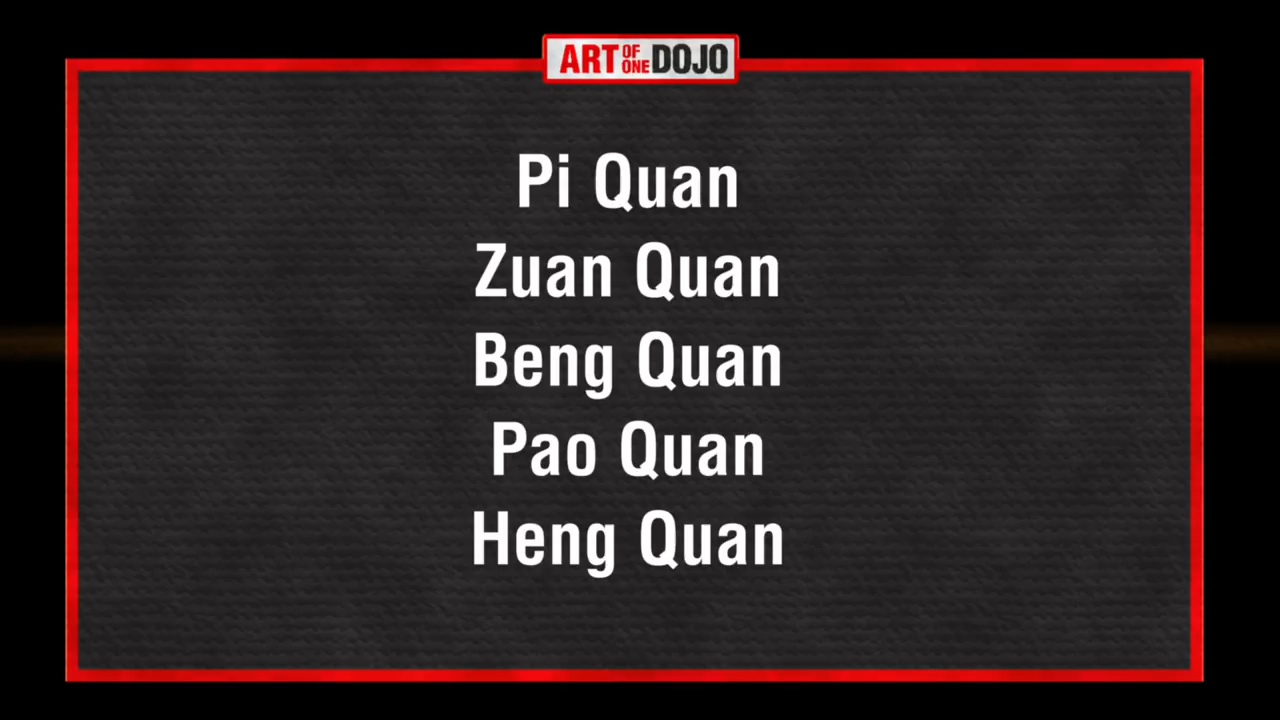 ART OF ONE DOJO
Pi Quan
Zuan Quan
Beng Quan
Pao Quan
Heng Quan